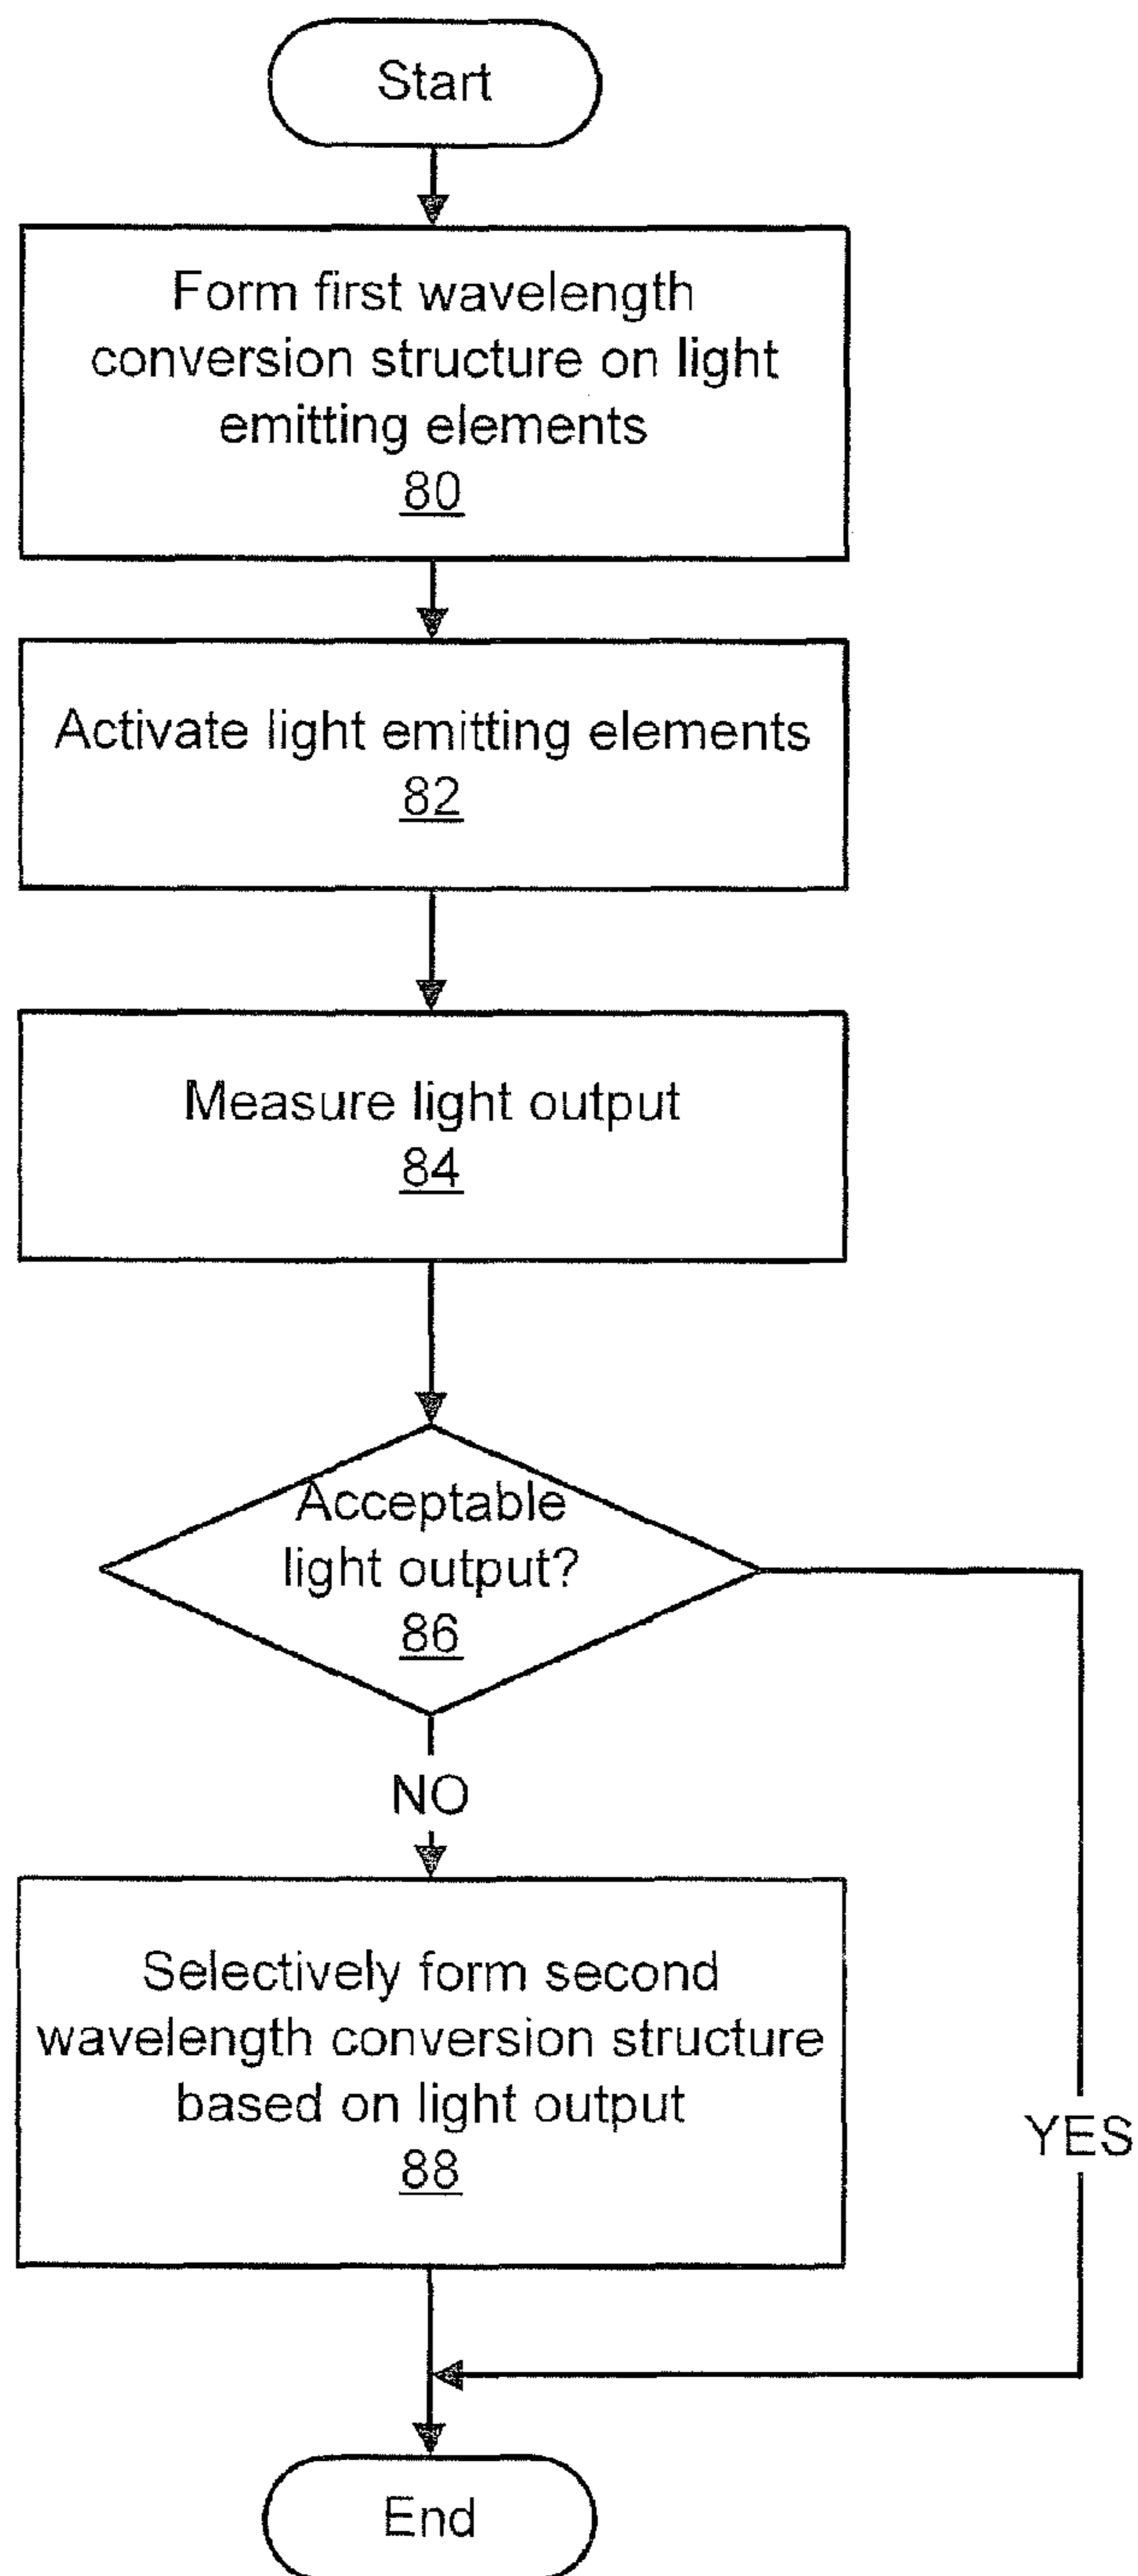 Start
Form first wavelength
conversion structure on light
emitting elements
80
Activate light emitting elements
82
Measure light output
84
Acceptable
light output?
86
NO
Selectively form second
wavelength conversion structure
based on light output
88
YES
End